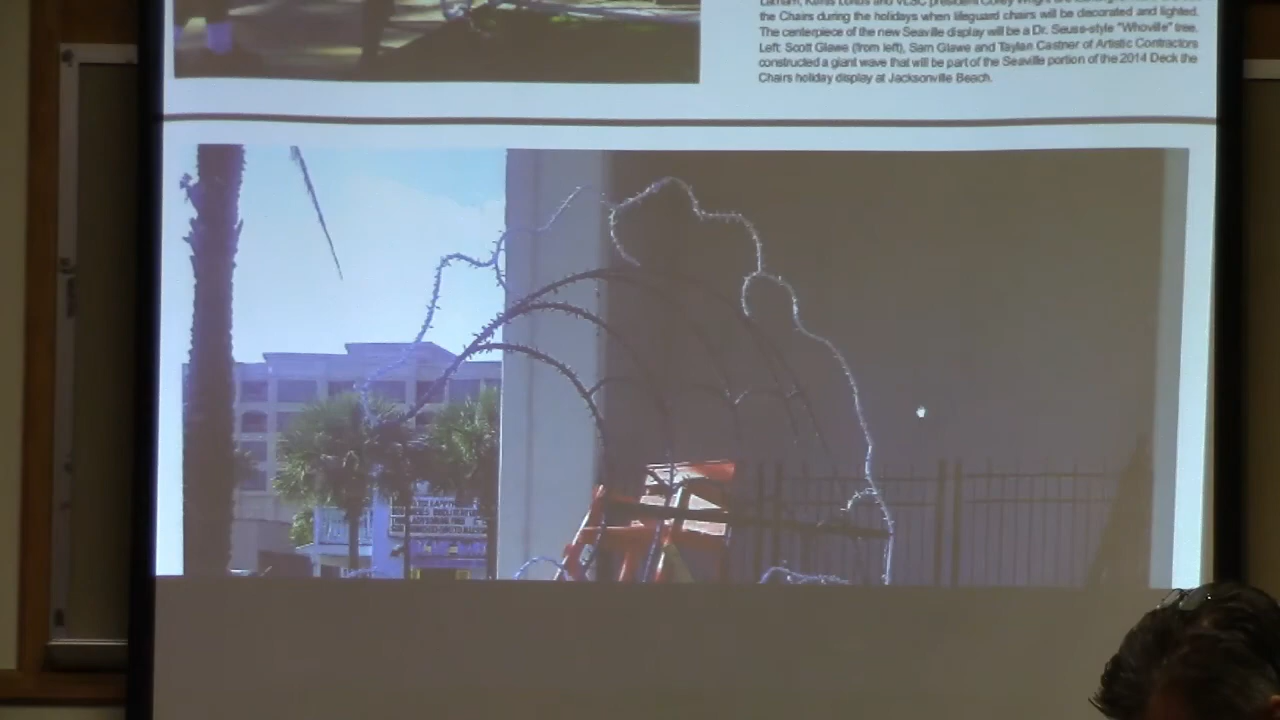 the Chairs during the holidays when lifeguard chairs will be decorated and lighted.
The centerpiece of the new Seaville display will be a Dr. Seuss-style "Whoville" tree.
Left: Scott Glawe (from left), Sam Glawe and Taylan Castner of Artistic Contractors
constructed a giant wave that will be part of the Seaville portion of the 2014 Deck the
Chairs holiday display at Jacksonville Beach.